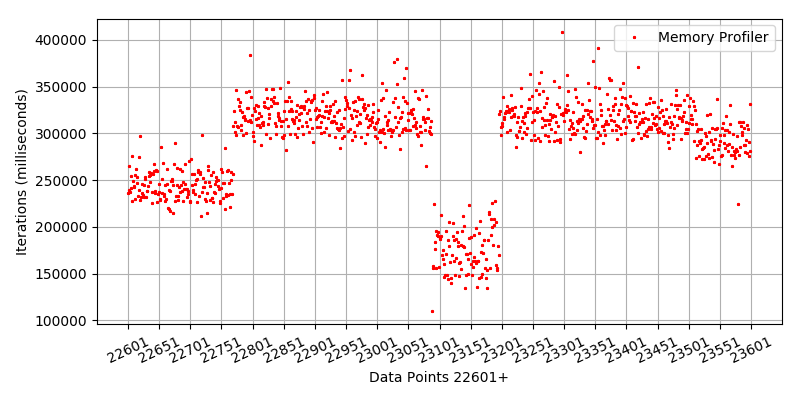 Memory Profiler
400000
350000
300000
250000
200000
150000
100000
Iterations (milliseconds)
22601 22651 22701 22751 22801 22851 22901 22951 23001 23051 23101 23151 23201 23251 23301 23351 23401 23451 23501 23551 23601
Data Points 22601+